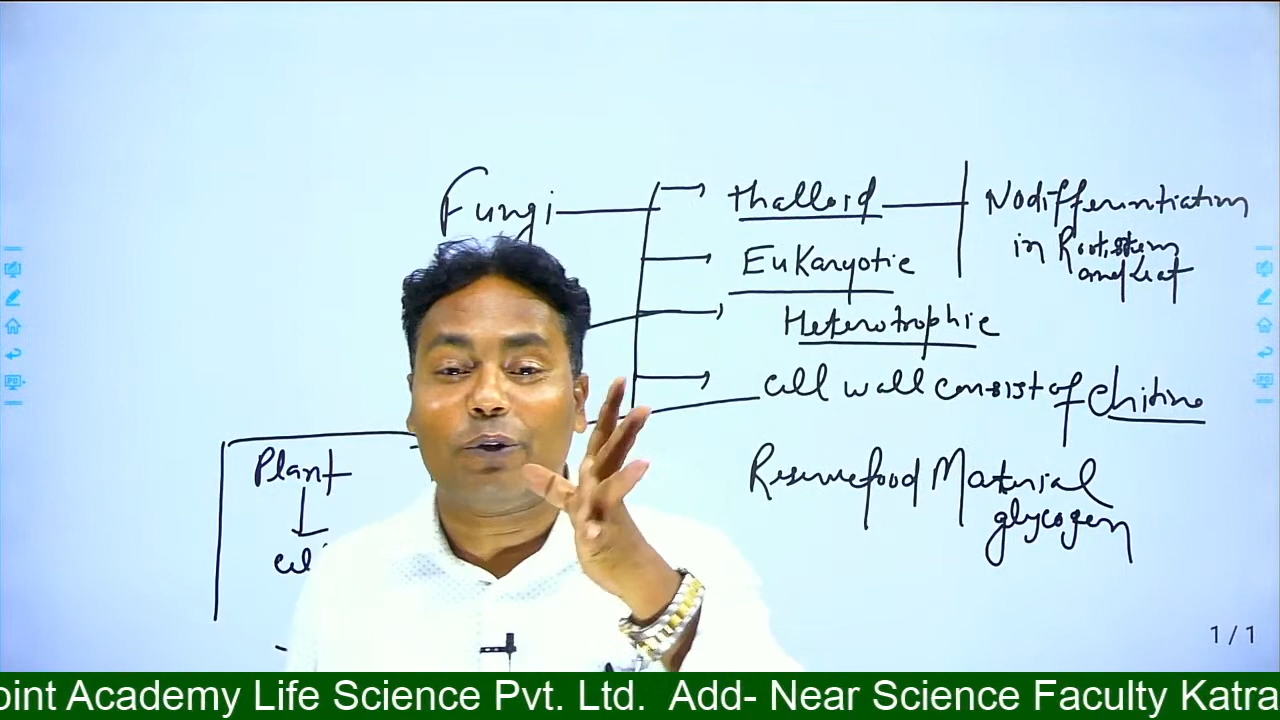 Fungi
thalloid
No differentiation
in Root, stem
and leaf
Eukaryotic
Heterotrophic
cell wall consist of chitine
Plant
Reserve food Material
glycogen
1 / 1
oint Academy Life Science Pvt. Ltd. Add- Near Science Faculty Katra